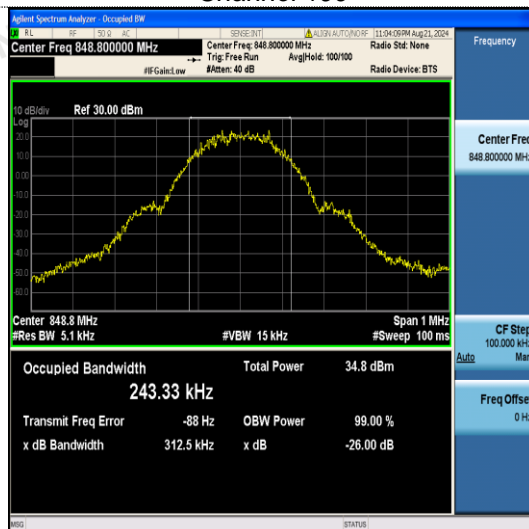 Agilent Spectrum Analyzer - Occupied BW
RL RF 50 Ω AC SENSE:INT ALIGN AUTO/NO RF 11:04:09 PM Aug 21, 2024
Center Freq 848.800000 MHz
Center Freq: 848.800000 MHz
Radio Std: None
Trig: Free Run Avg|Hold: 100/100
#IFGain:Low #Atten: 40 dB Radio Device: BTS
10 dB/div Ref 30.00 dBm
Log
20.0
10.0
0.00
-10.0
-20.0
-30.0
-40.0
-50.0
-60.0
Center 848.8 MHz Span 1 MHz
#Res BW 5.1 kHz #VBW 15 kHz #Sweep 100 ms
Occupied Bandwidth Total Power 34.8 dBm
243.33 kHz
Transmit Freq Error -88 Hz OBW Power 99.00 %
x dB Bandwidth 312.5 kHz x dB -26.00 dB
MSG STATUS
Frequency
Center Freq
848.800000 MHz
CF Step
100.000 kHz
Auto Man
Freq Offset
0 Hz